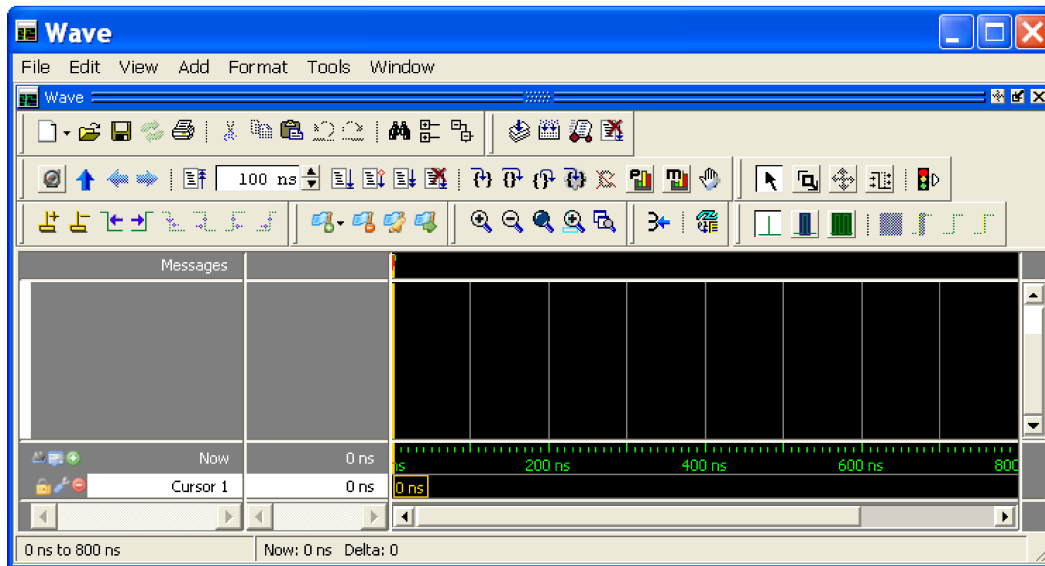 Wave
File Edit View Add Format Tools Window
Wave
100 ns
Messages
Now 0 ns
ns 200 ns 400 ns 600 ns 800
Cursor 1 0 ns 0 ns
0 ns to 800 ns Now: 0 ns Delta: 0